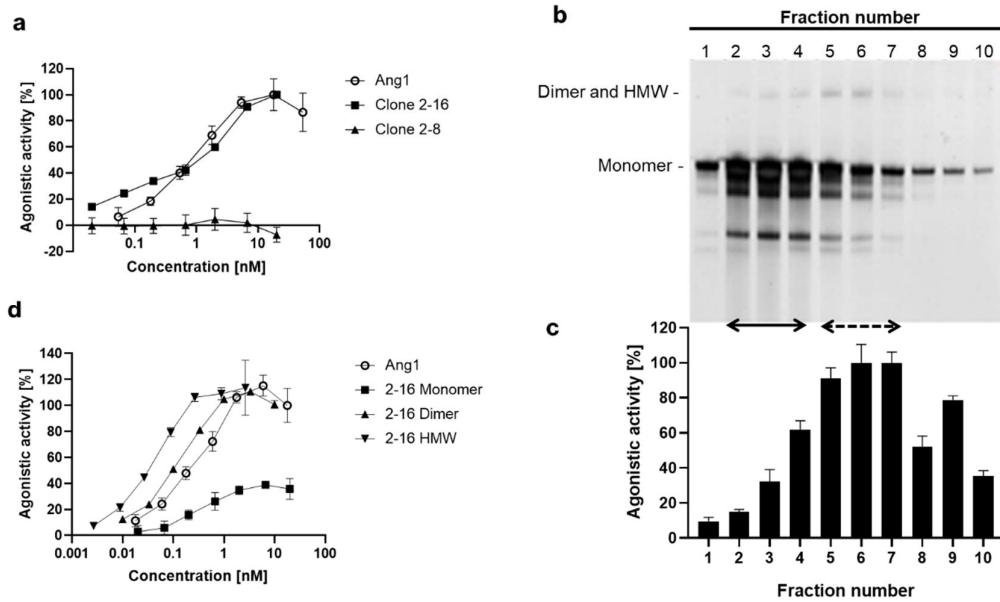 a
120
100
80
60
40
20
0
-20
Agonistic activity [%]
0.1 1 10 100
Concentration [nM]
Ang1
Clone 2-16
Clone 2-8
b
Fraction number
1 2 3 4 5 6 7 8 9 10
Dimer and HMW -
Monomer -
c
120
100
80
60
40
20
0
Agonistic activity [%]
1 2 3 4 5 6 7 8 9 10
Fraction number
d
140
120
100
80
60
40
20
0
Agonistic activity [%]
0.001 0.01 0.1 1 10 100
Concentration [nM]
Ang1
2-16 Monomer
2-16 Dimer
2-16 HMW